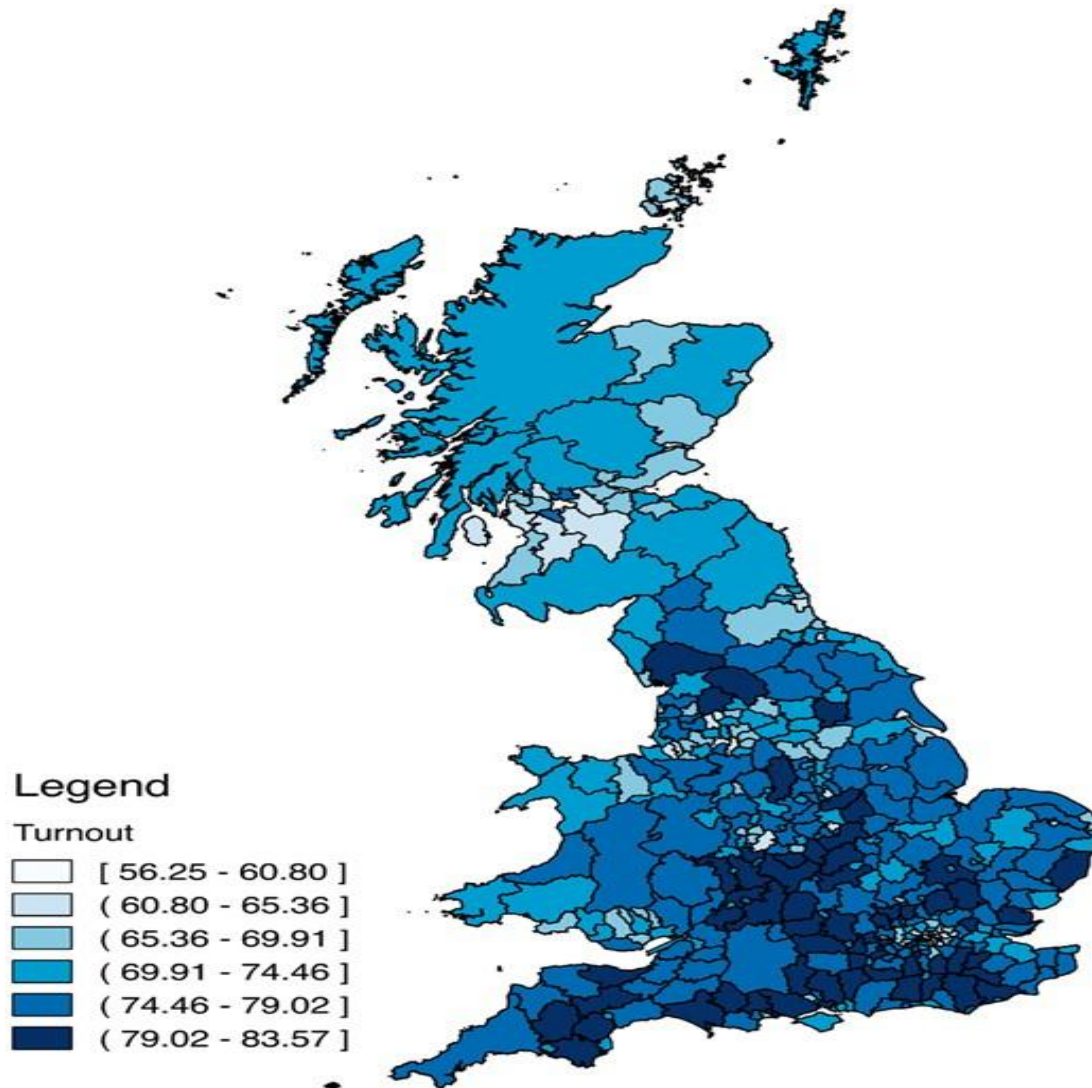 Legend
Turnout
[ 56.25 - 60.80 ]
( 60.80 - 65.36 ]
( 65.36 - 69.91 ]
( 69.91 - 74.46 ]
( 74.46 - 79.02 ]
( 79.02 - 83.57 ]